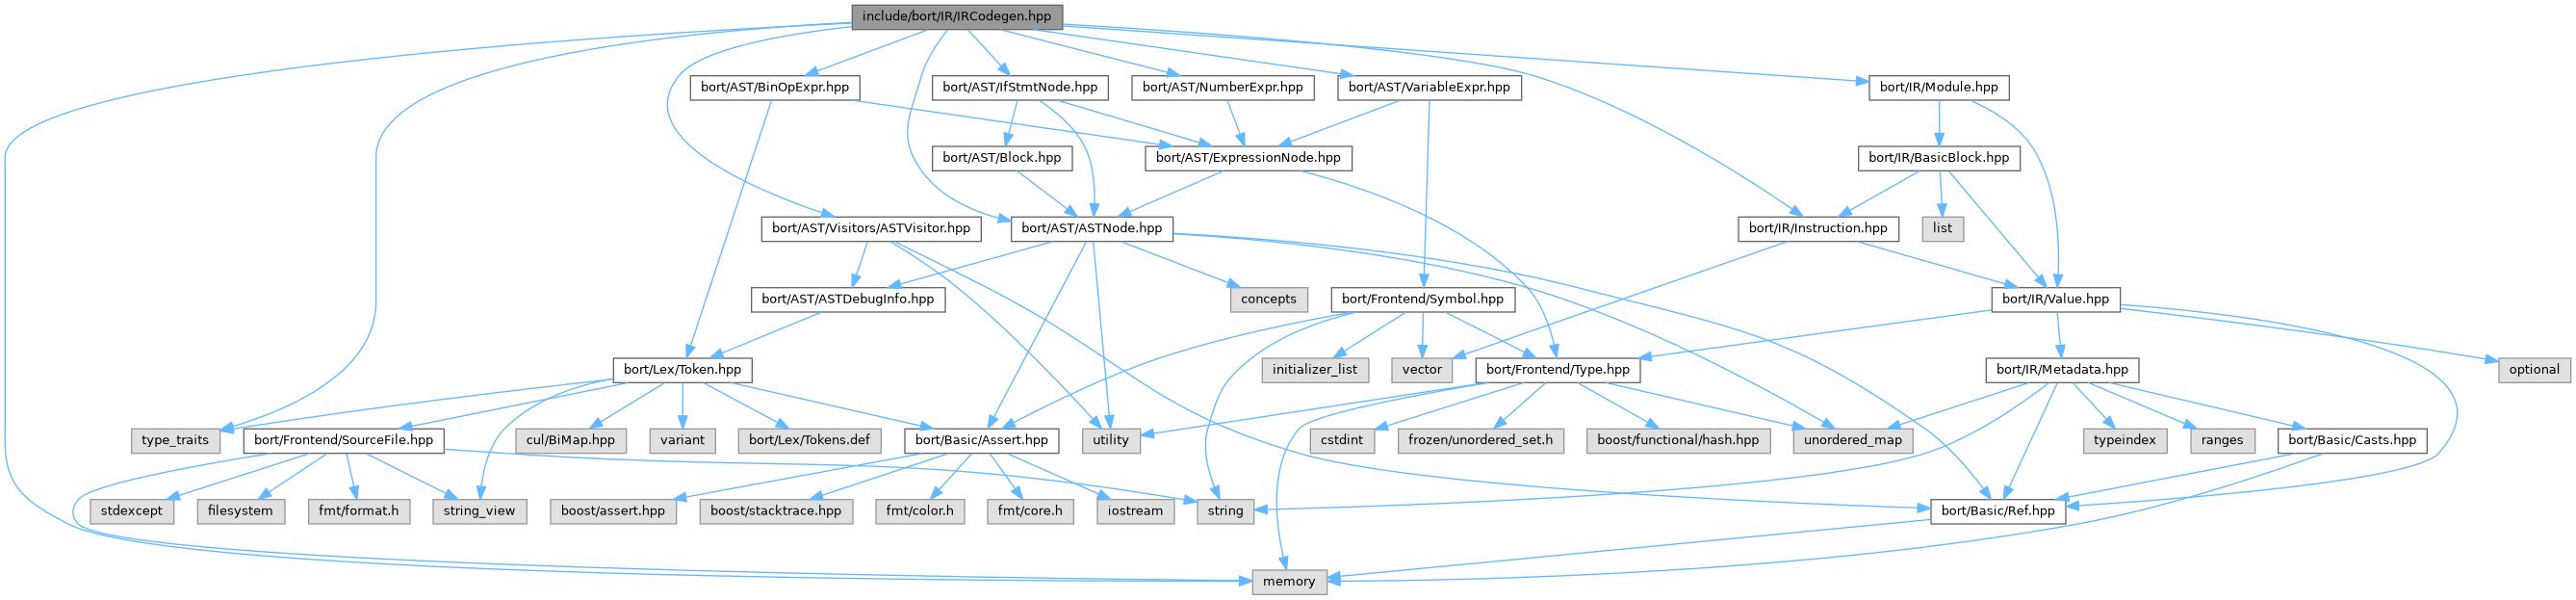 include/bort/IR/IRCodegen.hpp
bort/AST/BinOpExpr.hpp
bort/AST/IfStmtNode.hpp
bort/AST/NumberExpr.hpp
bort/AST/VariableExpr.hpp
bort/IR/Module.hpp
bort/AST/Block.hpp
bort/AST/ExpressionNode.hpp
bort/IR/BasicBlock.hpp
bort/AST/Visitors/ASTVisitor.hpp
bort/AST/ASTNode.hpp
bort/IR/Instruction.hpp
list
bort/AST/ASTDebugInfo.hpp
concepts
bort/Frontend/Symbol.hpp
bort/IR/Value.hpp
bort/Lex/Token.hpp
initializer_list
vector
bort/Frontend/Type.hpp
bort/IR/Metadata.hpp
optional
type_traits
bort/Frontend/SourceFile.hpp
cul/BiMap.hpp
variant
bort/Lex/Tokens.def
bort/Basic/Assert.hpp
utility
cstdint
frozen/unordered_set.h
boost/functional/hash.hpp
unordered_map
typeindex
ranges
bort/Basic/Casts.hpp
stdexcept
filesystem
fmt/format.h
string_view
boost/assert.hpp
boost/stacktrace.hpp
fmt/color.h
fmt/core.h
iostream
string
bort/Basic/Ref.hpp
memory